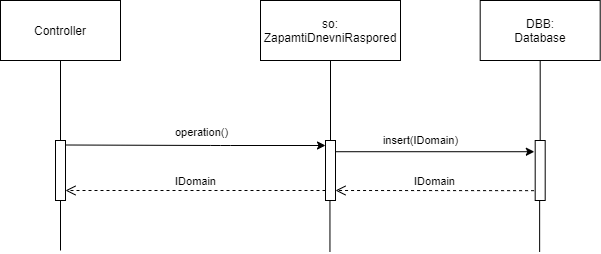 Controller
so:
ZapamtiDnevniRaspored
DBB:
Database
operation()
insert(IDomain)
IDomain
IDomain